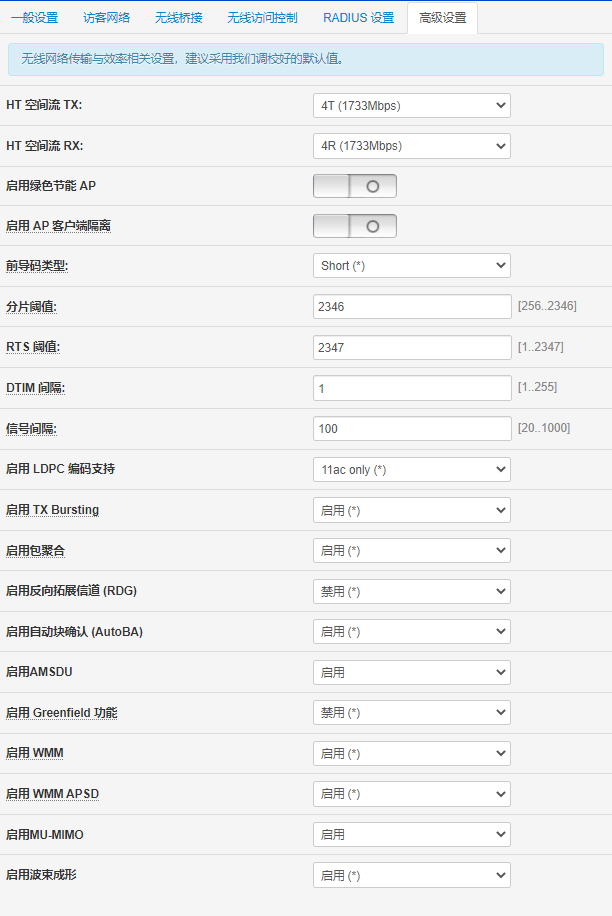 一般设置 访客网络 无线桥接 无线访问控制 RADIUS 设置 高级设置
无线网络传输与效率相关设置，建议采用我们调校好的默认值。
HT 空间流 TX: 4T (1733Mbps)
HT 空间流 RX: 4R (1733Mbps)
启用绿色节能 AP
启用 AP 客户端隔离
前导码类型: Short (*)
分片阈值: 2346 [256..2346]
RTS 阈值: 2347 [1..2347]
DTIM 间隔: 1 [1..255]
信号间隔: 100 [20..1000]
启用 LDPC 编码支持 11ac only (*)
启用 TX Bursting 启用 (*)
启用包聚合 启用 (*)
启用反向拓展信道 (RDG) 禁用 (*)
启用自动块确认 (AutoBA) 启用 (*)
启用AMSDU 启用
启用 Greenfield 功能 禁用 (*)
启用 WMM 启用 (*)
启用 WMM APSD 启用 (*)
启用MU-MIMO 启用
启用波束成形 启用 (*)